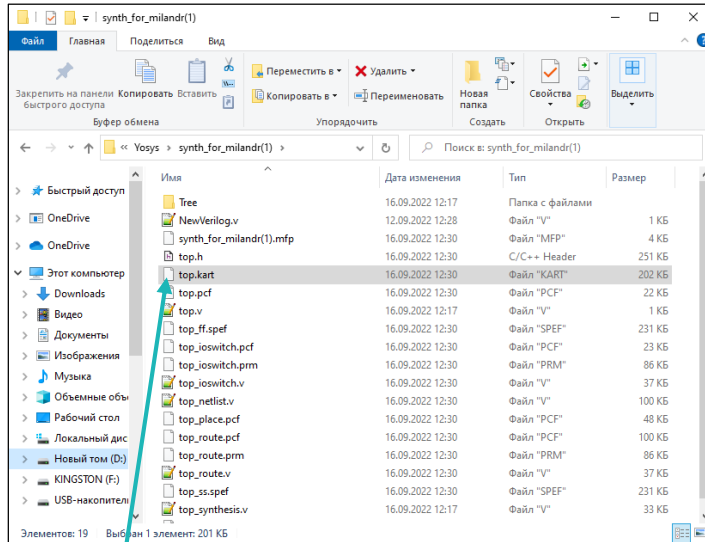 synth_for_milandr(1)
Файл Главная Поделиться Вид
Закрепить на панели быстрого доступа
Копировать
Вставить
Переместить в
Копировать в
Удалить
Переименовать
Новая папка
Свойства
Выделить
Буфер обмена Упорядочить Создать Открыть
« Yosys › synth_for_milandr(1) › Поиск в: synth_for_milandr(1)
Имя Дата изменения Тип Размер
Быстрый доступ
OneDrive
OneDrive
Этот компьютер
Downloads
Видео
Документы
Изображения
Музыка
Объемные объ
Рабочий стол
Локальный дис
Новый том (D:)
KINGSTON (F:)
USB-накопител
Tree 16.09.2022 12:17 Папка с файлами
NewVerilog.v 12.09.2022 12:28 Файл "V" 1 КБ
synth_for_milandr(1).mfp 16.09.2022 12:30 Файл "MFP" 4 КБ
top.h 16.09.2022 12:30 C/C++ Header 251 КБ
top.kart 16.09.2022 12:30 Файл "KART" 202 КБ
top.pcf 16.09.2022 12:30 Файл "PCF" 22 КБ
top.v 16.09.2022 12:17 Файл "V" 1 КБ
top_ff.spef 16.09.2022 12:30 Файл "SPEF" 231 КБ
top_ioswitch.pcf 16.09.2022 12:30 Файл "PCF" 23 КБ
top_ioswitch.prm 16.09.2022 12:30 Файл "PRM" 86 КБ
top_ioswitch.v 16.09.2022 12:30 Файл "V" 37 КБ
top_netlist.v 16.09.2022 12:30 Файл "V" 100 КБ
top_place.pcf 16.09.2022 12:30 Файл "PCF" 48 КБ
top_route.pcf 16.09.2022 12:30 Файл "PCF" 100 КБ
top_route.prm 16.09.2022 12:30 Файл "PRM" 86 КБ
top_route.v 16.09.2022 12:30 Файл "V" 37 КБ
top_ss.spef 16.09.2022 12:30 Файл "SPEF" 231 КБ
top_synthesis.v 16.09.2022 12:17 Файл "V" 33 КБ
Элементов: 19 Выбран 1 элемент: 201 КБ